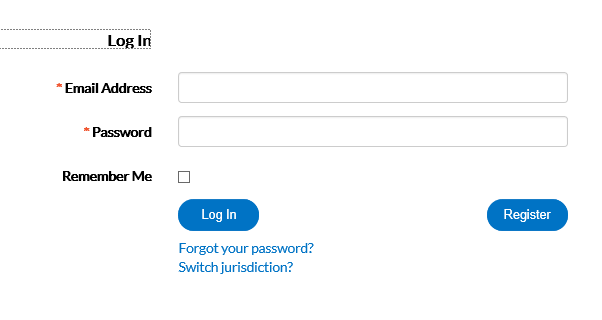 Log In
* Email Address
* Password
Remember Me
Log In
Register
Forgot your password?
Switch jurisdiction?